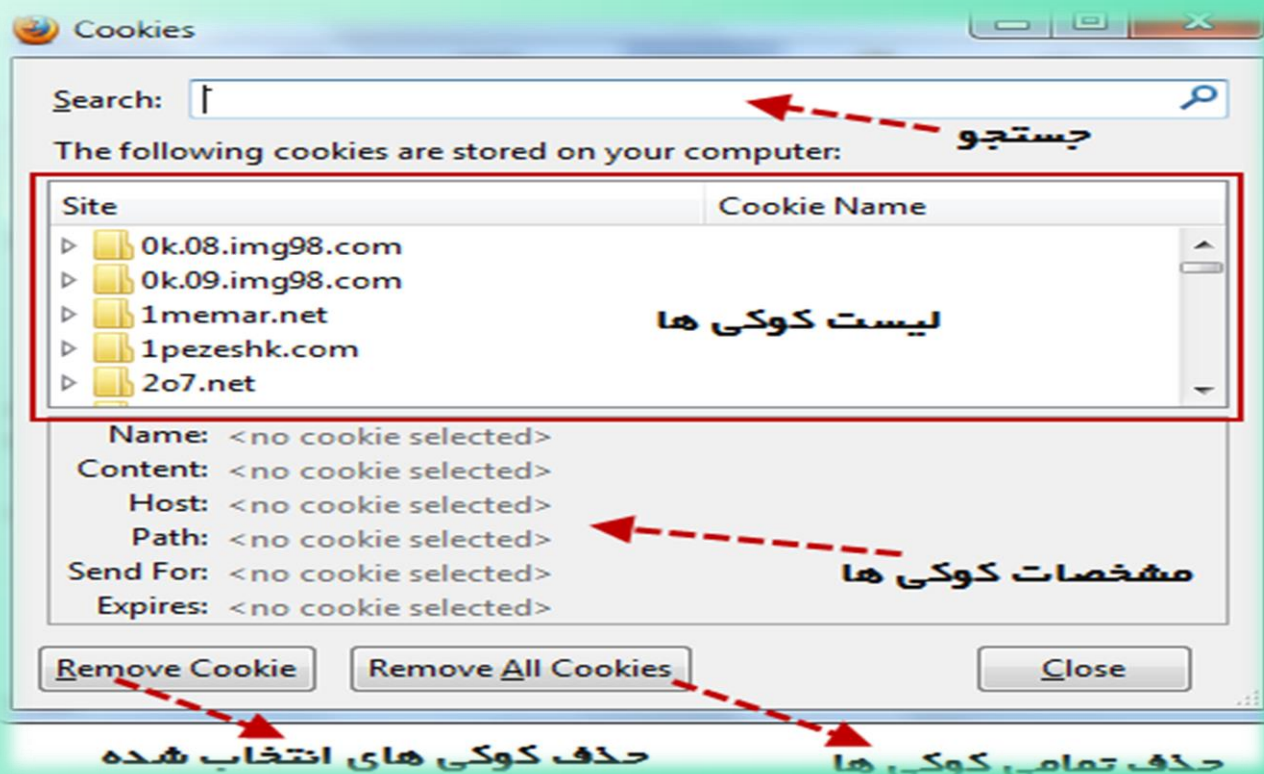 Cookies
Search:
جستجو
The following cookies are stored on your computer:
Site Cookie Name
0k.08.img98.com
0k.09.img98.com
1memar.net
لیست کوکی ها
1pezeshk.com
2o7.net
Name: <no cookie selected>
Content: <no cookie selected>
Host: <no cookie selected>
Path: <no cookie selected>
Send For: <no cookie selected>
مشخصات کوکی ها
Expires: <no cookie selected>
Remove Cookie Remove All Cookies Close
حذف کوکی های انتخاب شده
حذف تمامی کوکی ها